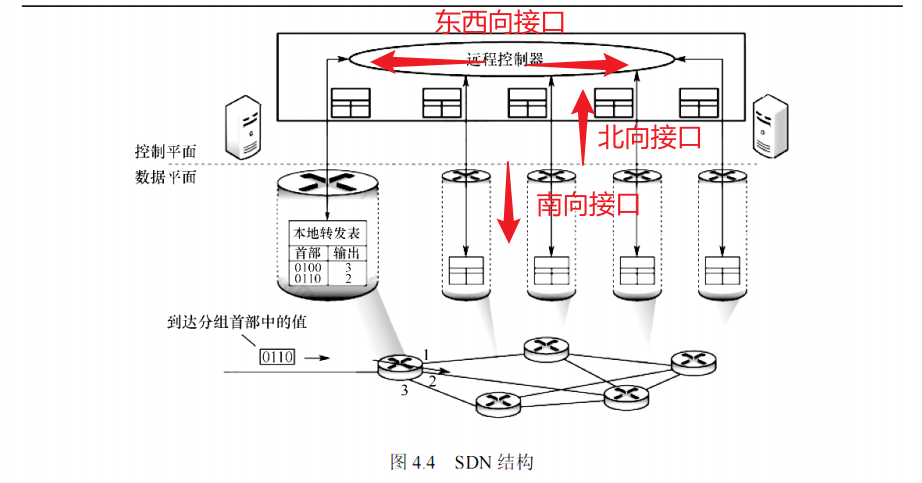 东西向接口
远程控制器
北向接口
控制平面
数据平面
南向接口
本地转发表
首部 输出
0100 3
0110 2
到达分组首部中的值
0110
1
2
3
图 4.4 SDN 结构